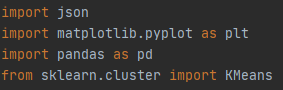 import json
import matplotlib.pyplot as plt
import pandas as pd
from sklearn.cluster import KMeans